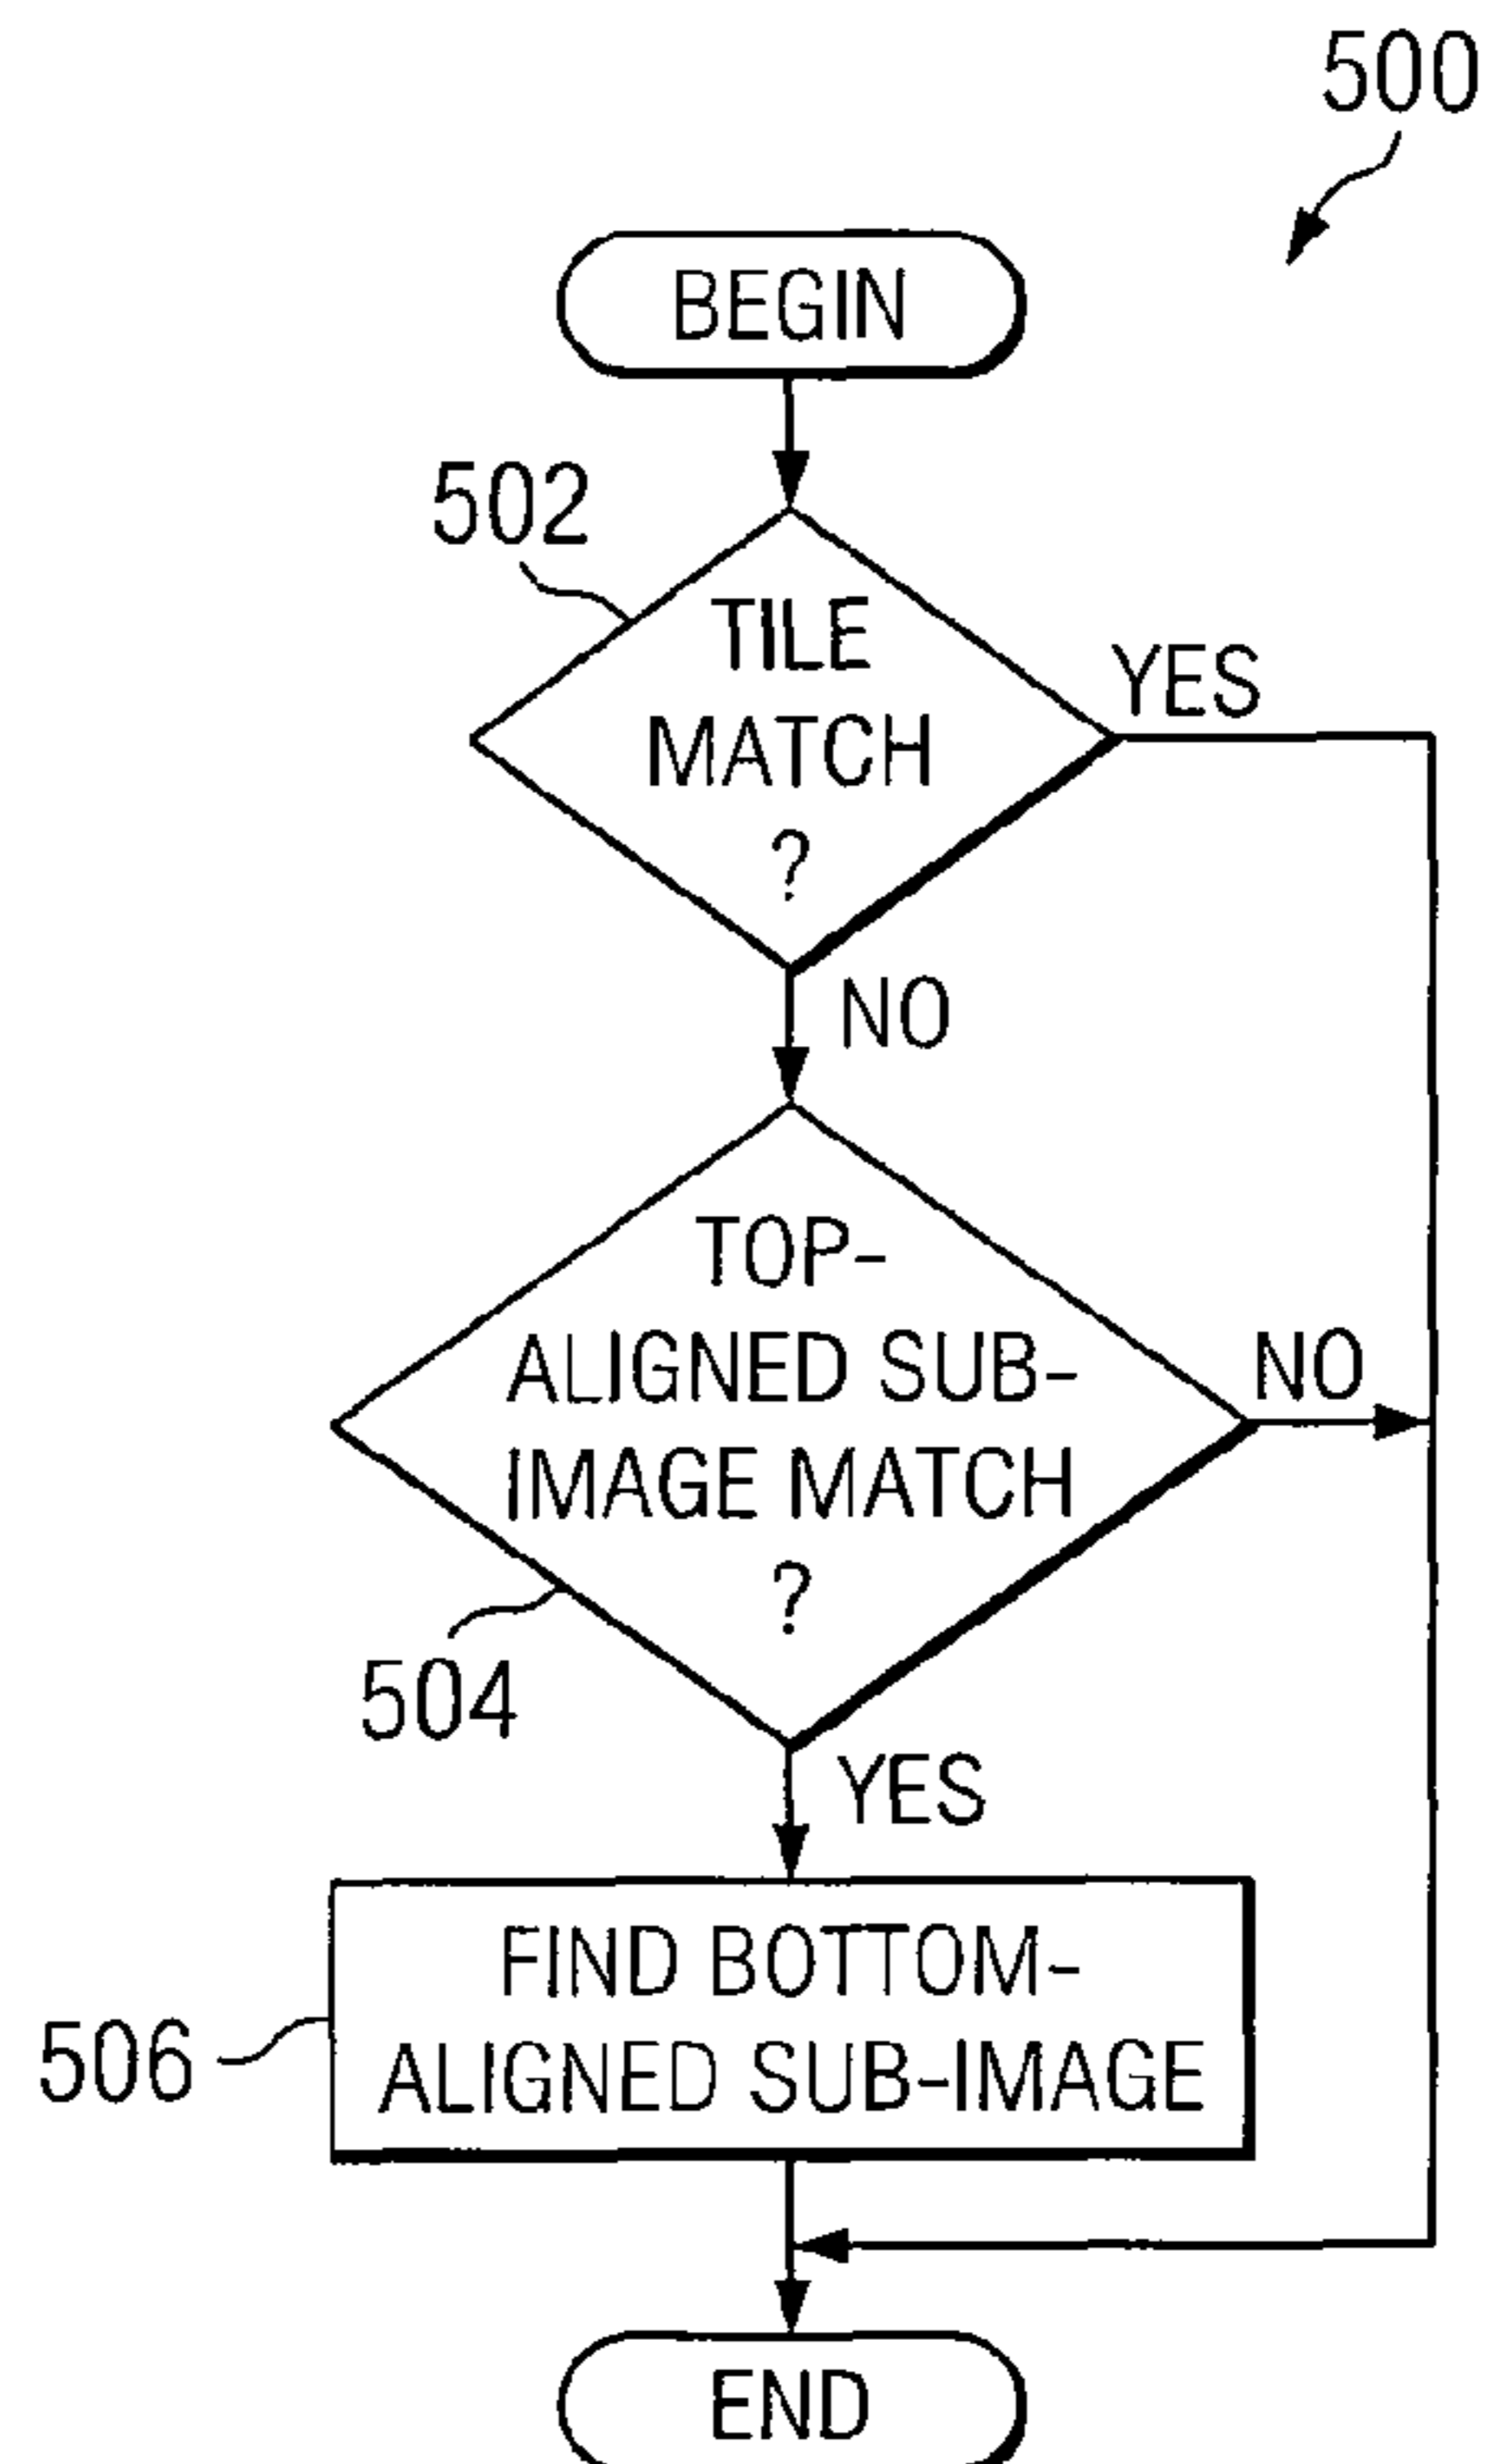 500
BEGIN
502
TILE
MATCH
?
YES
NO
TOP-
ALIGNED SUB-
IMAGE MATCH
?
NO
504
YES
FIND BOTTOM-
ALIGNED SUB-IMAGE
506
END